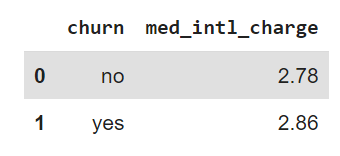 churn med_intl_charge
0 no 2.78
1 yes 2.86